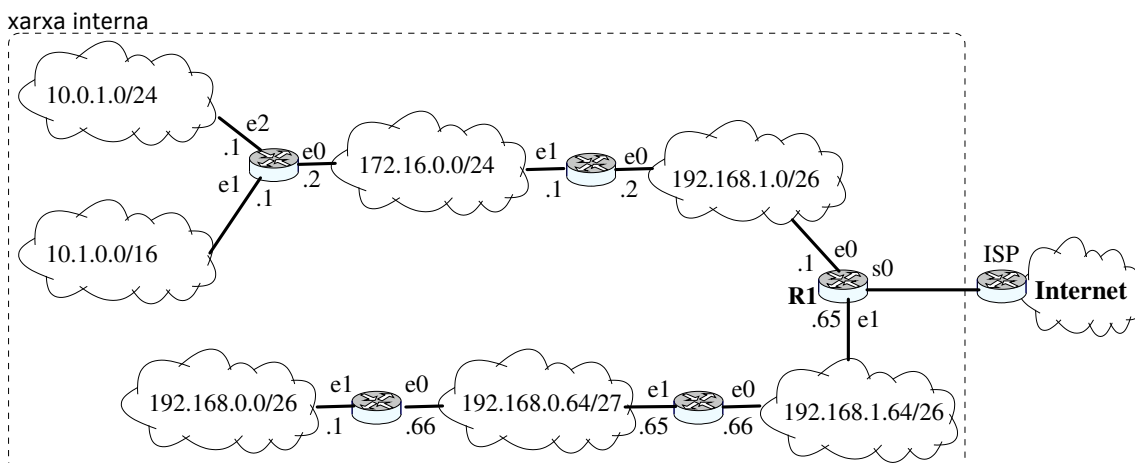 xarxa interna
10.0.1.0/24
e2
.1
e1
.1
e0
.2
10.1.0.0/16
172.16.0.0/24
e1
.1
e0
.2
192.168.1.0/26
e0
.1
s0
R1
.65
e1
ISP
Internet
192.168.0.0/26
e1
.1
e0
.66
192.168.0.64/27
e1
.65
e0
.66
192.168.1.64/26